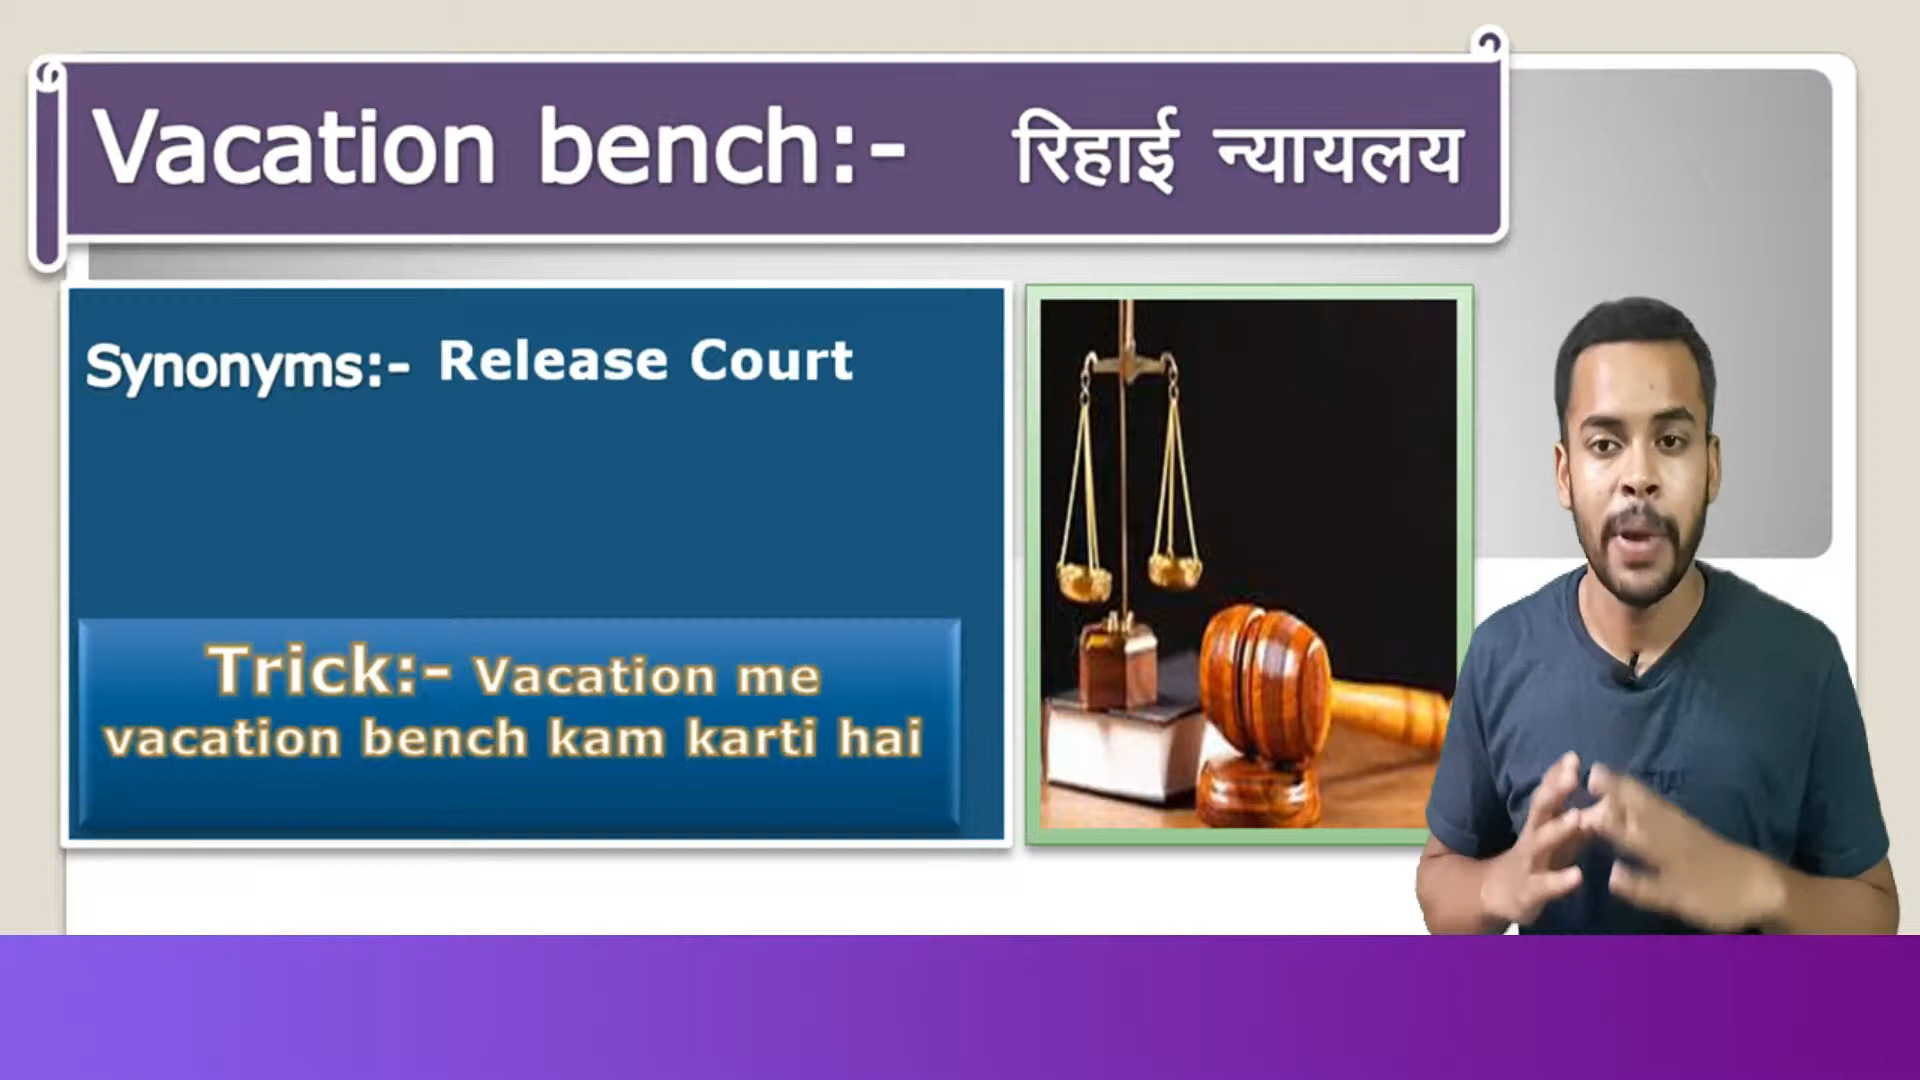 Vacation bench:- रिहाई न्यायलय
Synonyms:- Release Court
Trick:- Vacation me
vacation bench kam karti hai